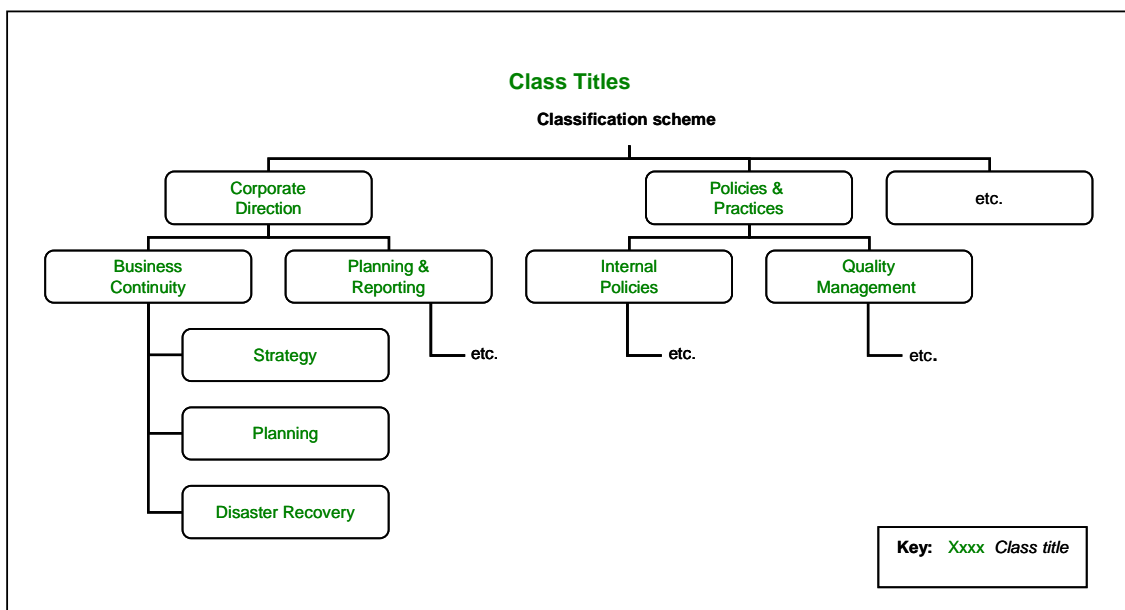 Class Titles
Classification scheme
Corporate
Direction
Policies &
Practices
etc.
Business
Continuity
Planning &
Reporting
Internal
Policies
Quality
Management
Strategy
etc.
etc.
etc.
Planning
Disaster Recovery
Key: Xxxx Class title